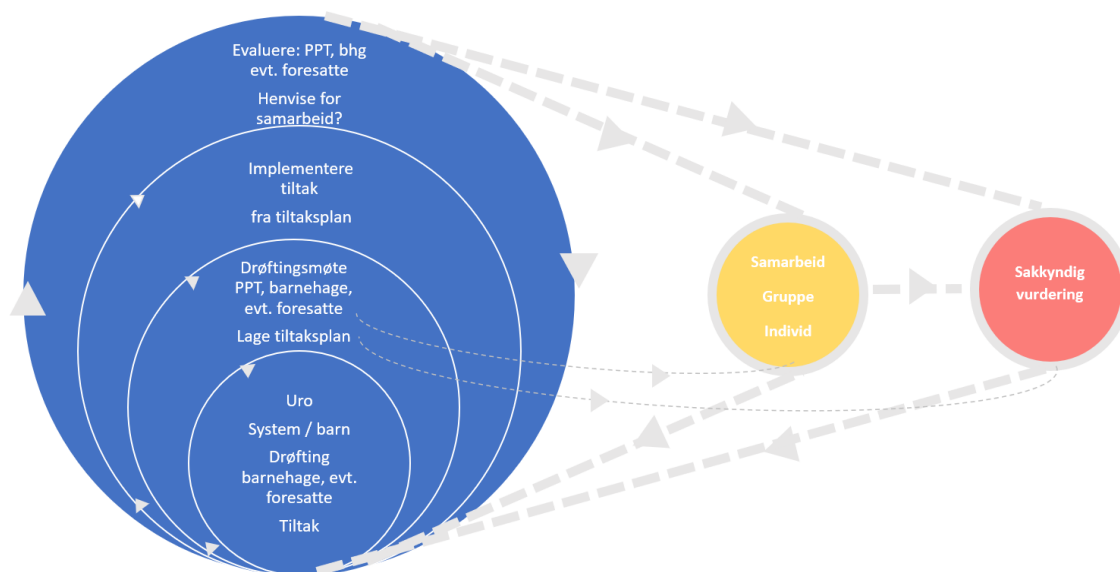 Evaluere: PPT, bhg
evt. foresatte
Henvise for
samarbeid?
Implementere
tiltak
fra tiltaksplan
Drøftingsmøte
PPT, barnehage,
evt. foresatte
Lage tiltaksplan
Uro
System / barn
Drøfting
barnehage, evt.
foresatte
Tiltak
Samarbeid
Gruppe
Individ
Sakkyndig
vurdering